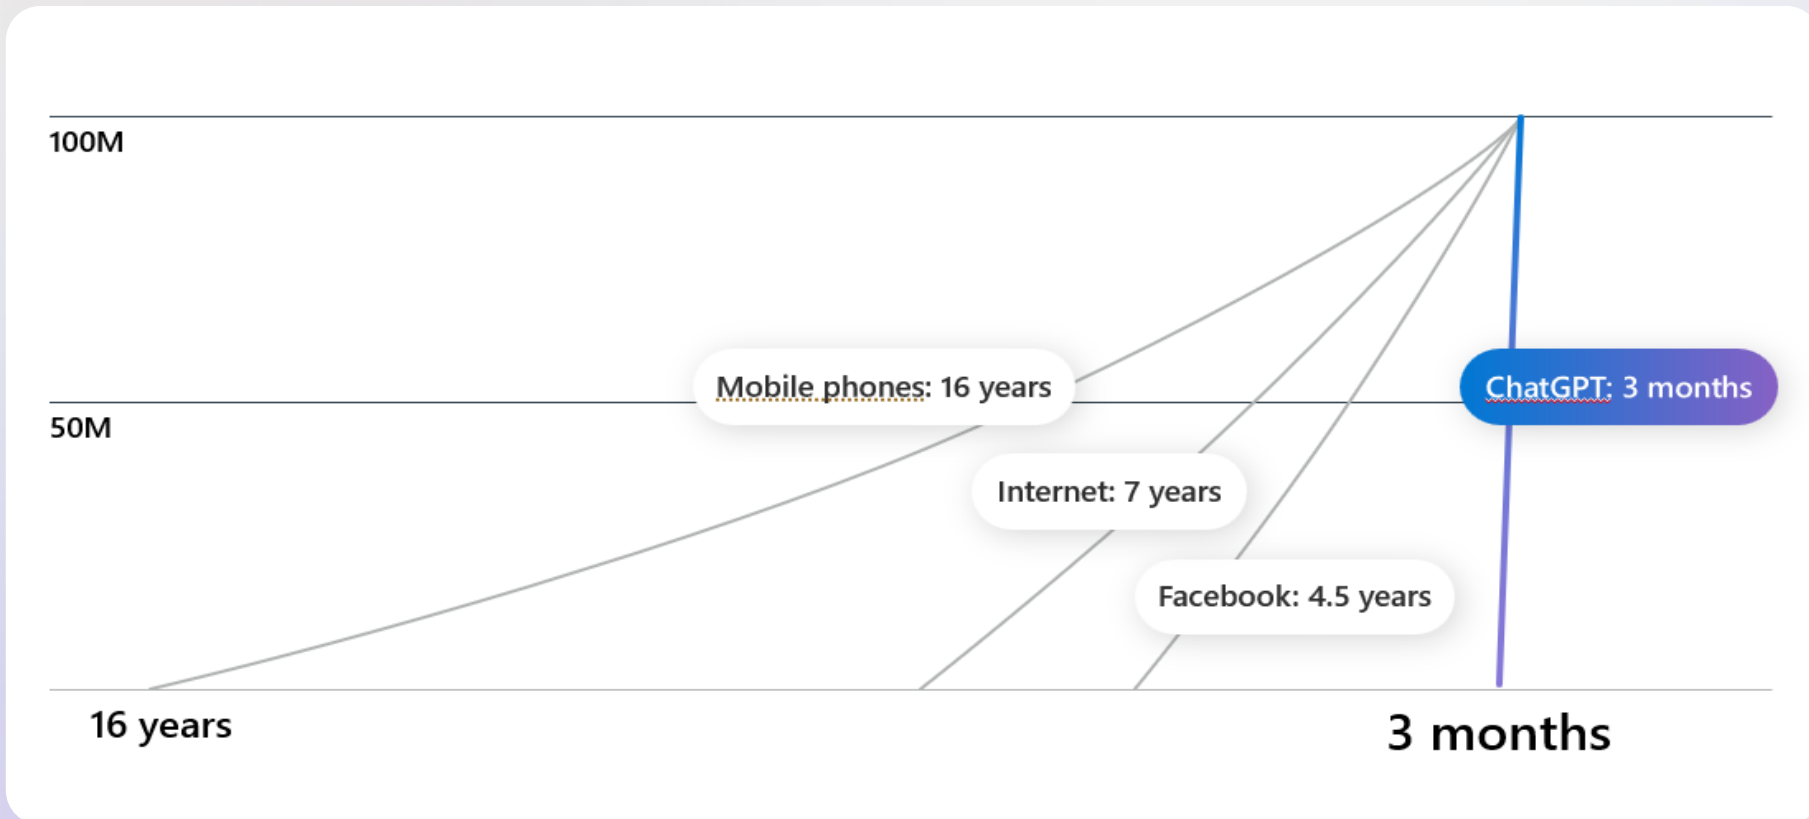 100M
Mobile phones: 16 years
ChatGPT: 3 months
50M
Internet: 7 years
Facebook: 4.5 years
16 years
3 months